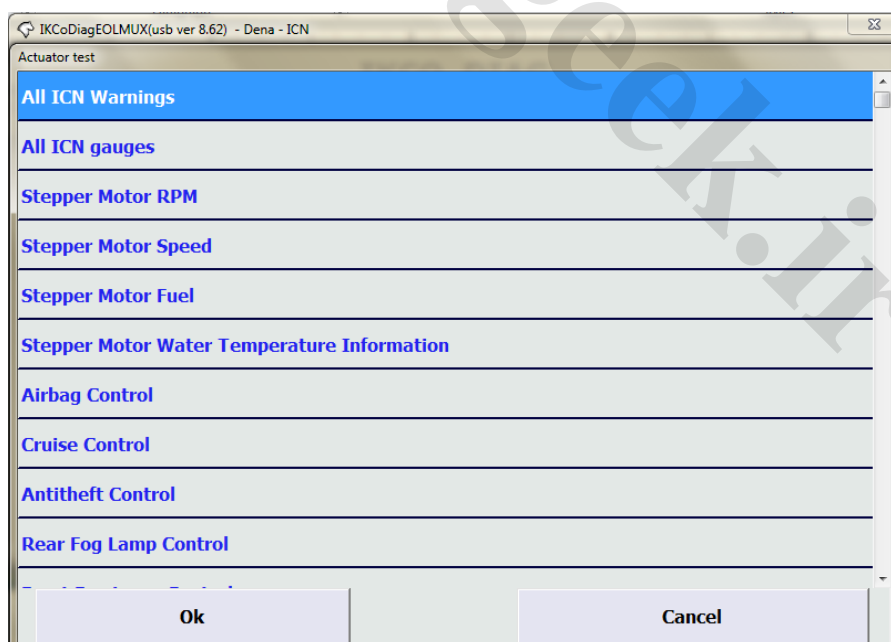 IKCoDiagEOLMUX(usb ver 8.62) - Dena - ICN
Actuator test
All ICN Warnings
All ICN gauges
Stepper Motor RPM
Stepper Motor Speed
Stepper Motor Fuel
Stepper Motor Water Temperature Information
Airbag Control
Cruise Control
Antitheft Control
Rear Fog Lamp Control
Ok
Cancel